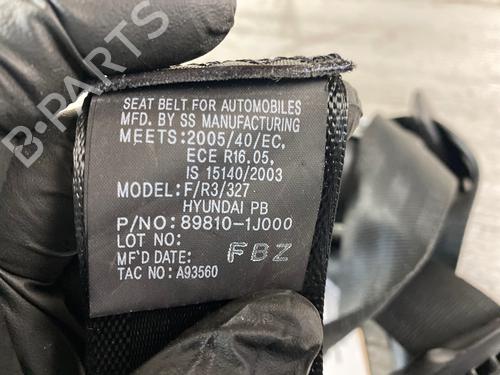 B-PARTS
SEAT BELT FOR AUTOMOBILES
MFD. BY SS MANUFACTURING
MEETS:2005/40/EC,
ECE R16.05,
IS 15140/2003
MODEL: F/R3/327
HYUNDAI PB
P/NO: 89810-1J000
LOT NO:
MF'D DATE: FBZ
TAC NO: A93560